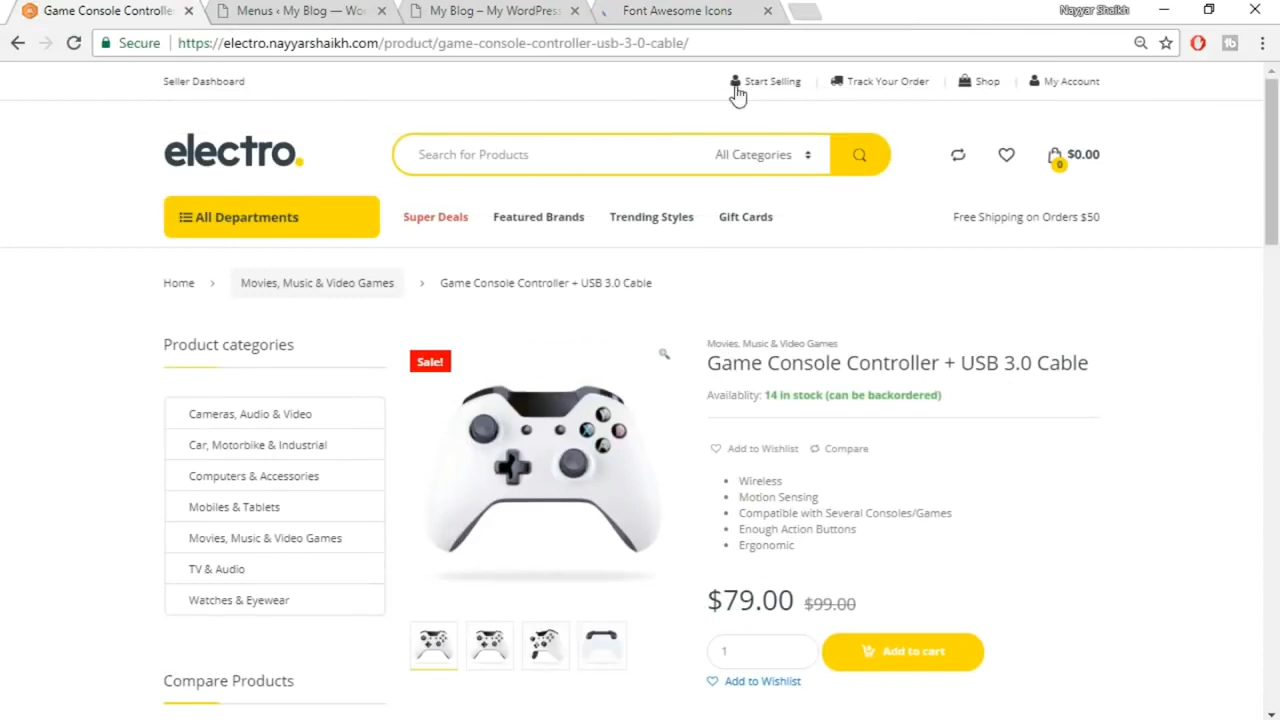 Game Console Controlle
Menus ‹ My Blog — Wo
My Blog – My WordPres
Font Awesome Icons
Nayyar Shaikh
Secure
https://electro.nayyarshaikh.com/product/game-console-controller-usb-3-0-cable/
Seller Dashboard
Start Selling
Track Your Order
Shop
My Account
electro.
Search for Products
All Categories
0
$0.00
All Departments
Super Deals
Featured Brands
Trending Styles
Gift Cards
Free Shipping on Orders $50
Home
Movies, Music & Video Games
Game Console Controller + USB 3.0 Cable
Product categories
Cameras, Audio & Video
Car, Motorbike & Industrial
Computers & Accessories
Mobiles & Tablets
Movies, Music & Video Games
TV & Audio
Watches & Eyewear
Compare Products
Sale!
Movies, Music & Video Games
Game Console Controller + USB 3.0 Cable
Availablity: 14 in stock (can be backordered)
Add to Wishlist
Compare
Wireless
Motion Sensing
Compatible with Several Consoles/Games
Enough Action Buttons
Ergonomic
$79.00 $99.00
1
Add to cart
Add to Wishlist